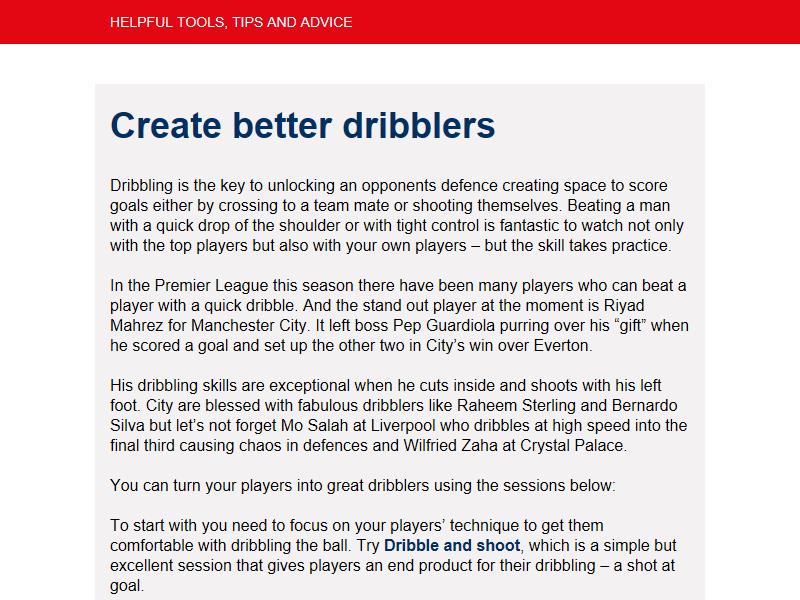 HELPFUL TOOLS, TIPS AND ADVICE
Create better dribblers
Dribbling is the key to unlocking an opponents defence creating space to score
goals either by crossing to a team mate or shooting themselves. Beating a man
with a quick drop of the shoulder or with tight control is fantastic to watch not only
with the top players but also with your own players – but the skill takes practice.
In the Premier League this season there have been many players who can beat a
player with a quick dribble. And the stand out player at the moment is Riyad
Mahrez for Manchester City. It left boss Pep Guardiola purring over his “gift” when
he scored a goal and set up the other two in City’s win over Everton.
His dribbling skills are exceptional when he cuts inside and shoots with his left
foot. City are blessed with fabulous dribblers like Raheem Sterling and Bernardo
Silva but let’s not forget Mo Salah at Liverpool who dribbles at high speed into the
final third causing chaos in defences and Wilfried Zaha at Crystal Palace.
You can turn your players into great dribblers using the sessions below:
To start with you need to focus on your players’ technique to get them
comfortable with dribbling the ball. Try Dribble and shoot, which is a simple but
excellent session that gives players an end product for their dribbling – a shot at
goal.